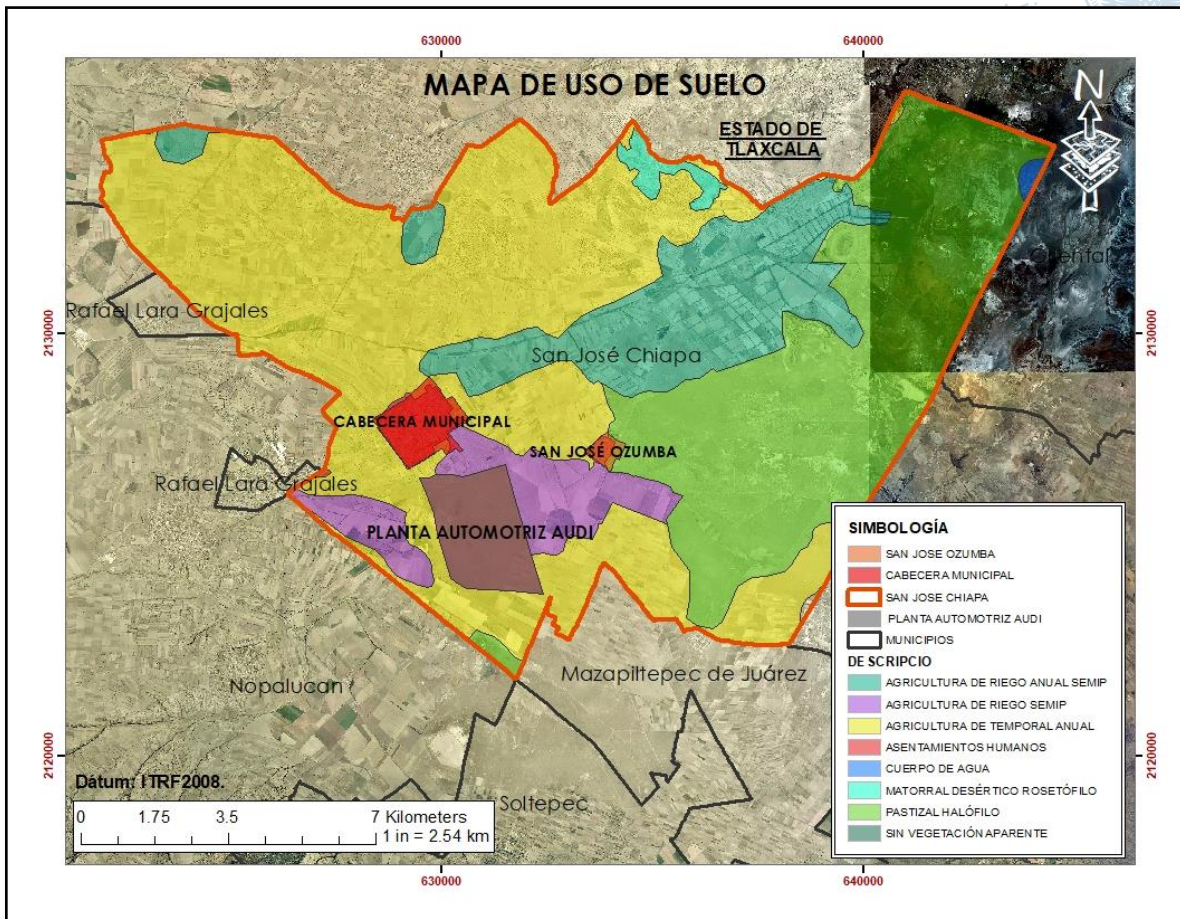 630000
640000
MAPA DE USO DE SUELO
N
ESTADO DE
TLAXCALA
Oriental
Rafael Lara Grajales
2130000
2130000
San José Chiapa
CABECERA MUNICIPAL
SAN JOSÉ OZUMBA
Rafael Lara Grajales
PLANTA AUTOMOTRIZ AUDI
Nopalucan
Mazapiltepec de Juárez
Soltepec
2120000
2120000
SIMBOLOGÍA
SAN JOSE OZUMBA
CABECERA MUNICIPAL
SAN JOSE CHIAPA
PLANTA AUTOMOTRIZ AUDI
MUNICIPIOS
DESCRIPCIO
AGRICULTURA DE RIEGO ANUAL SEMIP
AGRICULTURA DE RIEGO SEMIP
AGRICULTURA DE TEMPORAL ANUAL
ASENTAMIENTOS HUMANOS
CUERPO DE AGUA
MATORRAL DESÉRTICO ROSETÓFILO
PASTIZAL HALÓFILO
SIN VEGETACIÓN APARENTE
Dátum: ITRF2008.
0 1.75 3.5 7 Kilometers
1 in = 2.54 km
630000
640000